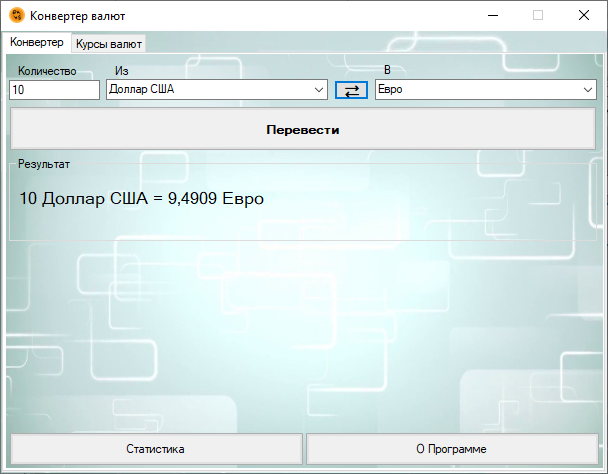 Конвертер валют
Конвертер Курсы валют
Количество Из В
10 Доллар США Евро
Перевести
Результат
10 Доллар США = 9,4909 Евро
Статистика О Программе